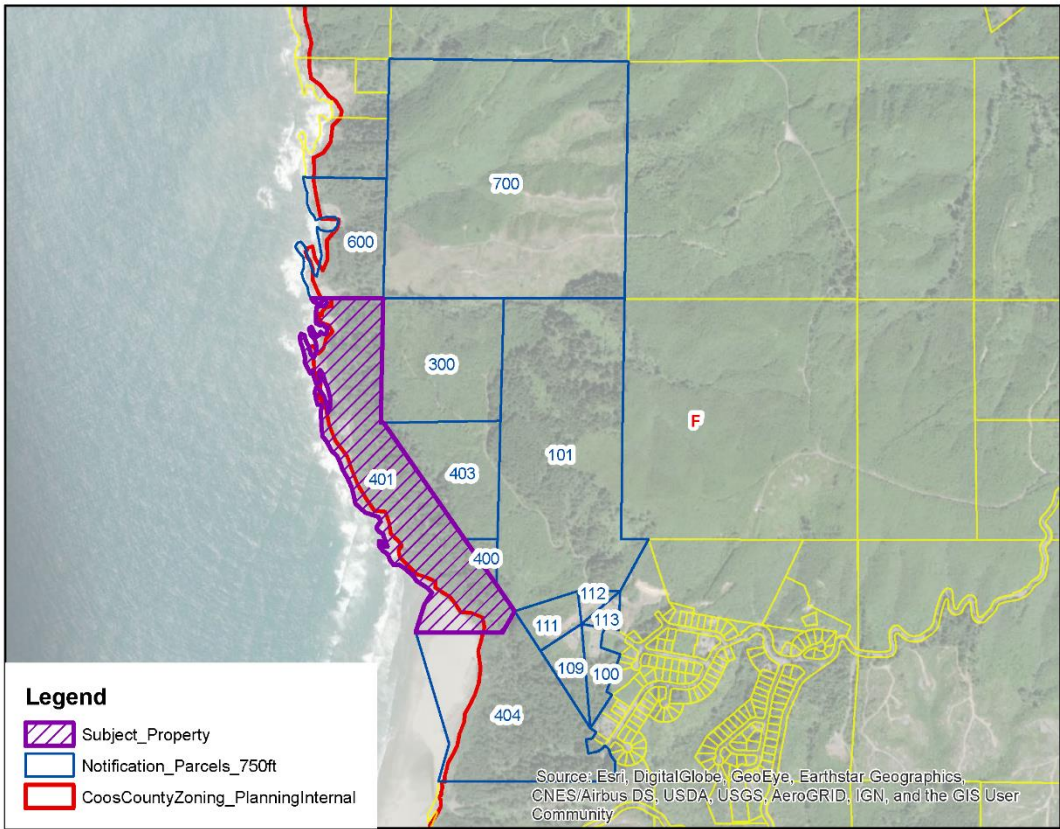 700
600
300
F
101
403
401
400
112
113
111
109
100
404
Legend
Subject_Property
Notification_Parcels_750ft
CoosCountyZoning_PlanningInternal
Source: Esri, DigitalGlobe, GeoEye, Earthstar Geographics,
CNES/Airbus DS, USDA, USGS, AeroGRID, IGN, and the GIS User
Community